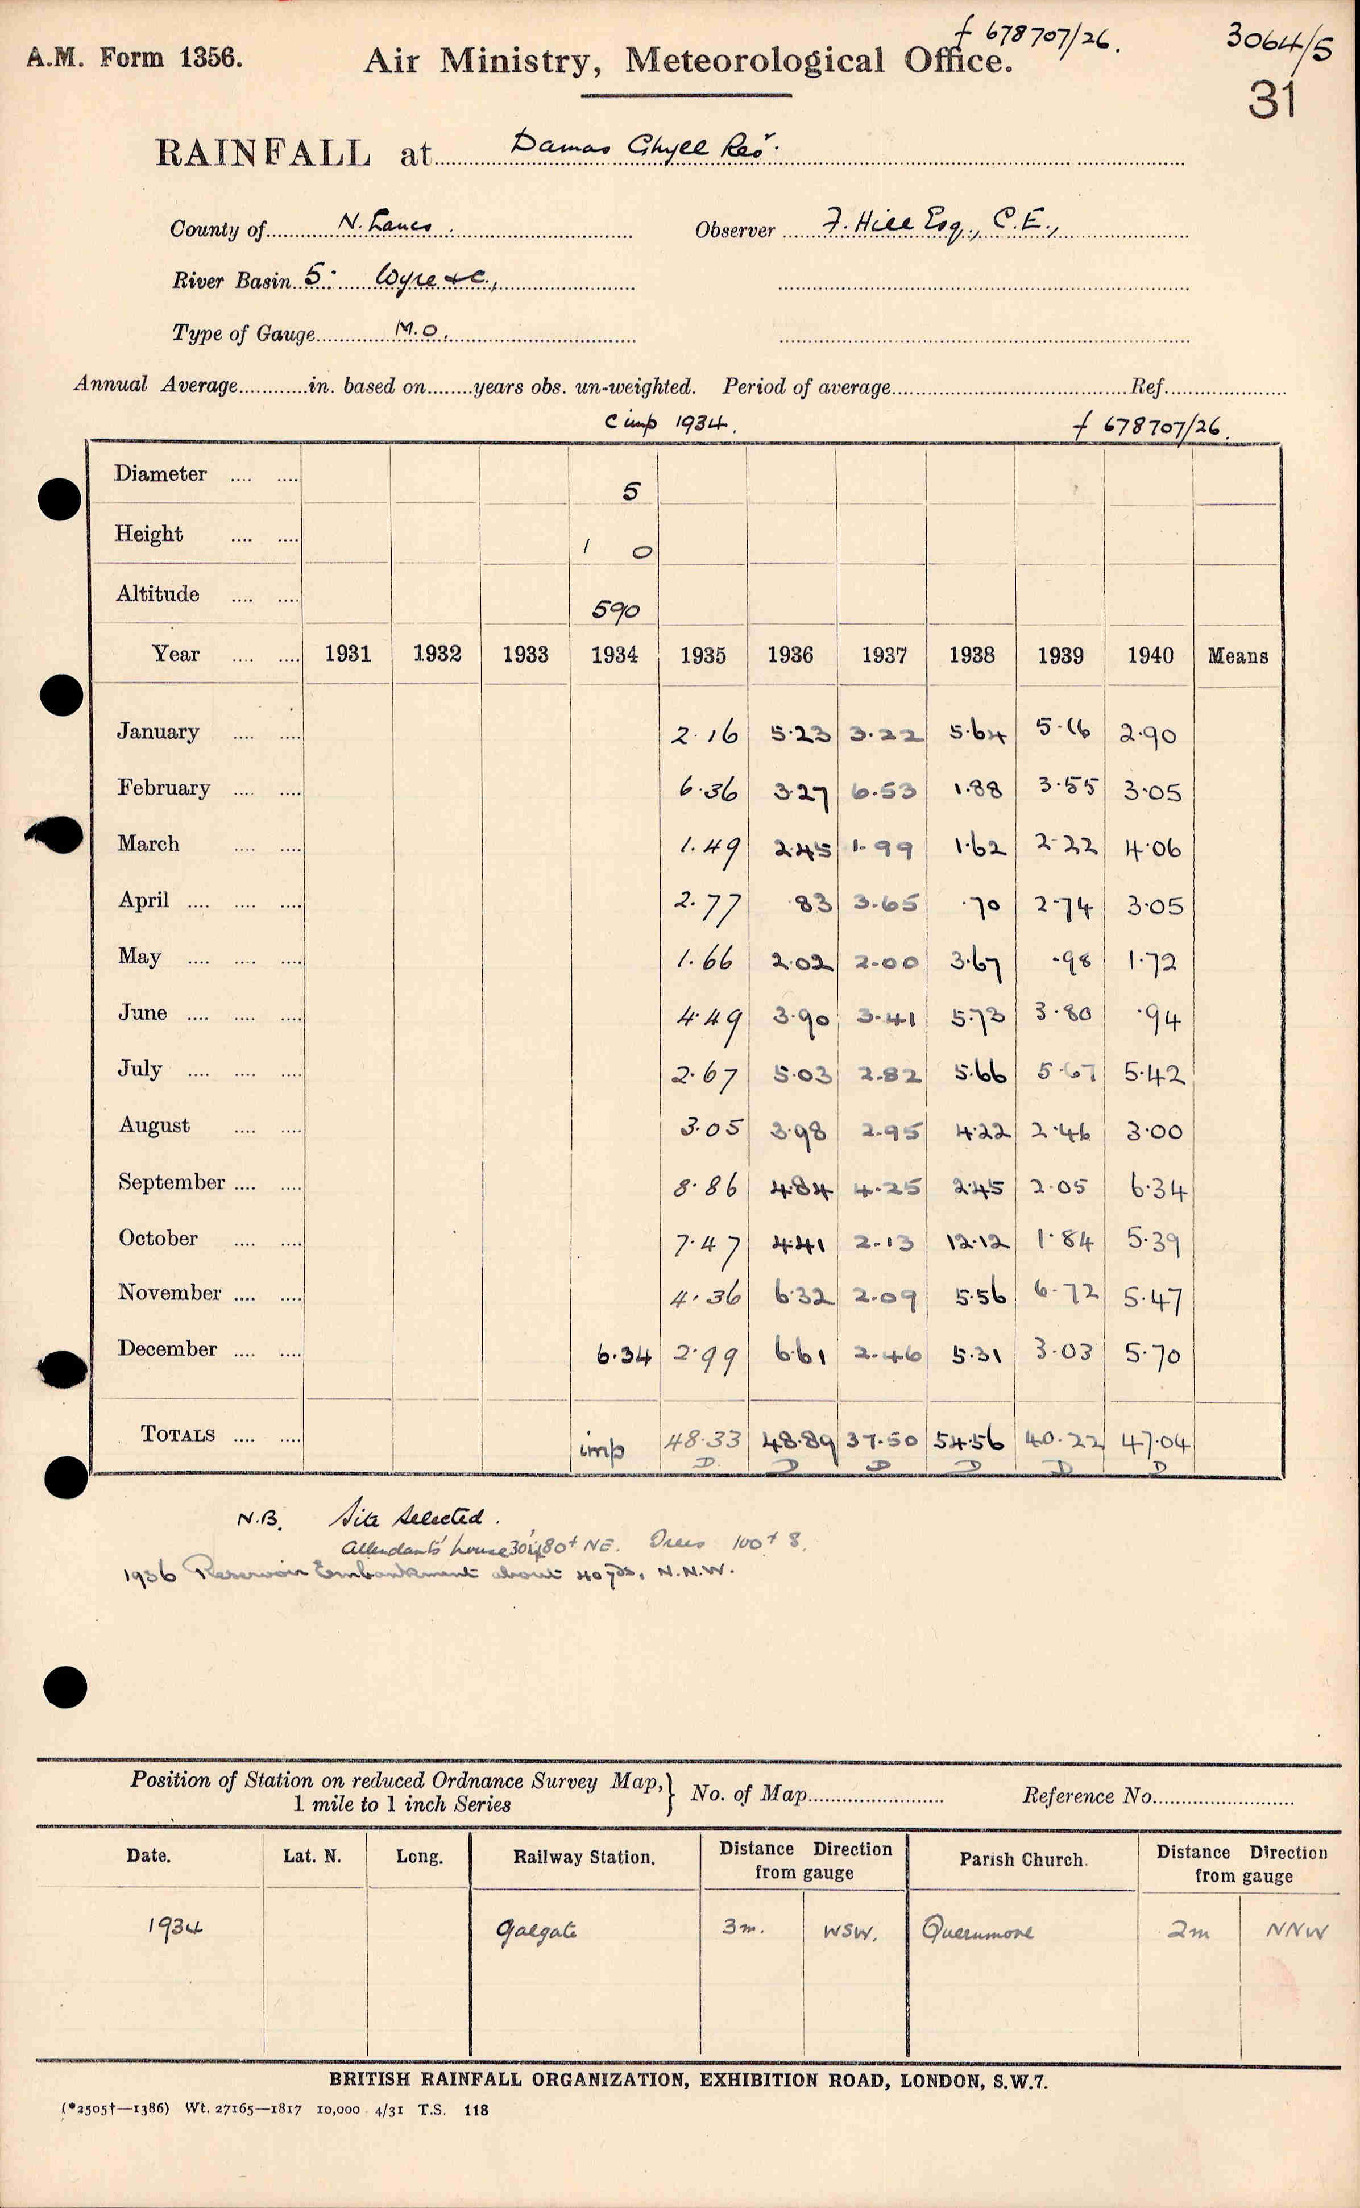 f 678707/26. 3064/5
A.M. Form 1356. Air Ministry, Meteorological Office.
31
RAINFALL at Damas Ghyll Resr.
County of N. Lancs. Observer F. Hill Esq., C.E.,
River Basin 5. Wyre &c.,
Type of Gauge M.O.
Annual Average in. based on years obs. un-weighted. Period of average Ref.
C imp 1934. f 678707/26.
Diameter 5
Height 1 0
Altitude 590
Year 1931 1932 1933 1934 1935 1936 1937 1938 1939 1940 Means
January 2.16 5.23 3.22 5.64 5.16 2.90
February 6.36 3.27 6.53 1.88 3.55 3.05
March 1.49 2.45 1.99 1.62 2.22 4.06
April 2.77 .83 3.65 .70 2.74 3.05
May 1.66 2.02 2.00 3.67 .98 1.72
June 4.49 3.90 3.41 5.73 3.80 .94
July 2.67 5.03 2.82 5.66 5.67 5.42
August 3.05 3.98 2.95 4.22 2.46 3.00
September 8.86 4.84 4.25 2.45 2.05 6.34
October 7.47 4.41 2.13 12.12 1.84 5.39
November 4.36 6.32 2.09 5.56 6.72 5.47
December 6.34 2.99 6.61 2.46 5.31 3.03 5.70
TOTALS imp 48.33 48.89 37.50 54.56 40.22 47.04
D D D D D D
N.B. Site selected.
Attendants' house 30' 480+ NE. Trees 100+ S.
1936 Reservoir Embankment about 40 yds, N.N.W.
Position of Station on reduced Ordnance Survey Map, } No. of Map Reference No.
1 mile to 1 inch Series
Date. Lat. N. Long. Railway Station. Distance Direction from gauge Parish Church. Distance Direction from gauge
1934 Galgate 3m. WSW. Quernmore 2m NNW
BRITISH RAINFALL ORGANIZATION, EXHIBITION ROAD, LONDON, S.W.7.
(*2505†—1386) Wt. 27165—1817 10,000 4/31 T.S. 118